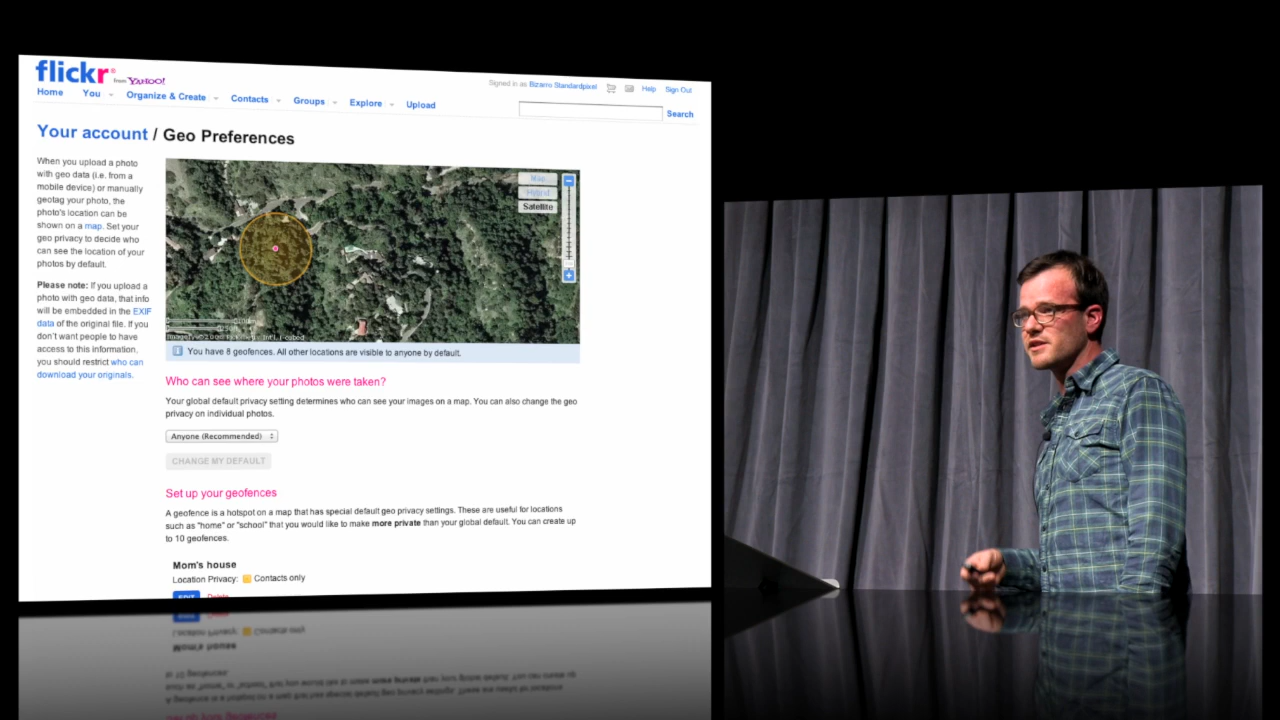 flickr® from YAHOO!
Signed in as Bizarro Standardpixel Help Sign Out
Home You Organize & Create Contacts Groups Explore Upload
Search
Your account / Geo Preferences
When you upload a photo
with geo data (i.e. from a
mobile device) or manually
geotag your photo, the
photo's location can be
shown on a map. Set your
geo privacy to decide who
can see the location of your
photos by default.
Please note: If you upload a
photo with geo data, that info
will be embedded in the EXIF
data of the original file. If you
don't want people to have
access to this information,
you should restrict who can
download your originals.
Map
Hybrid
Satellite
You have 8 geofences. All other locations are visible to anyone by default.
Who can see where your photos were taken?
Your global default privacy setting determines who can see your images on a map. You can also change the geo
privacy on individual photos.
Anyone (Recommended)
CHANGE MY DEFAULT
Set up your geofences
A geofence is a hotspot on a map that has special default geo privacy settings. These are useful for locations
such as "home" or "school" that you would like to make more private than your global default. You can create up
to 10 geofences.
Mom's house
Location Privacy: Contacts only
EDIT Delete